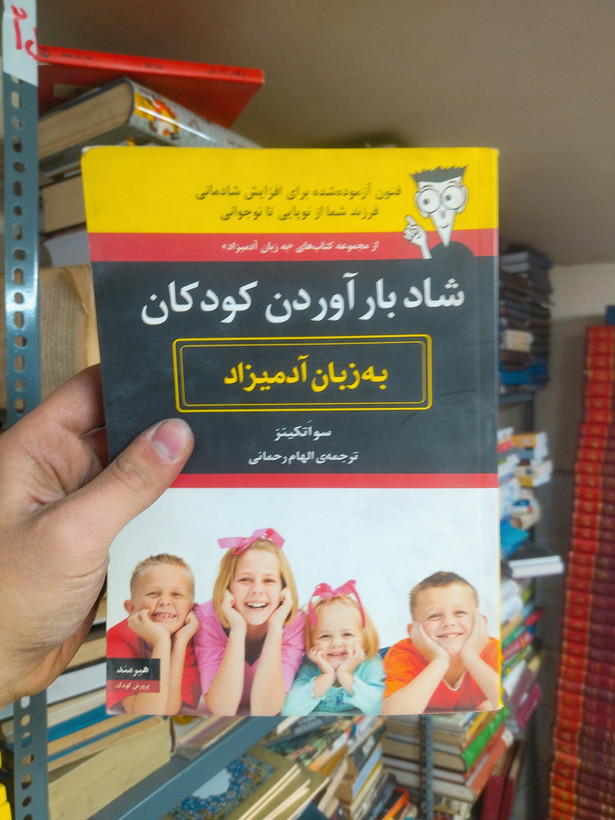 فنون آزموده‌شده برای افزایش شادمانی
فرزند شما از نوپایی تا نوجوانی
از مجموعه کتاب‌های «به زبان آدمیزاد»
شاد بار آوردن کودکان
به زبان آدمیزاد
سو آتکینز
ترجمه‌ی الهام رحمانی
هیرمند
پرورش کودک